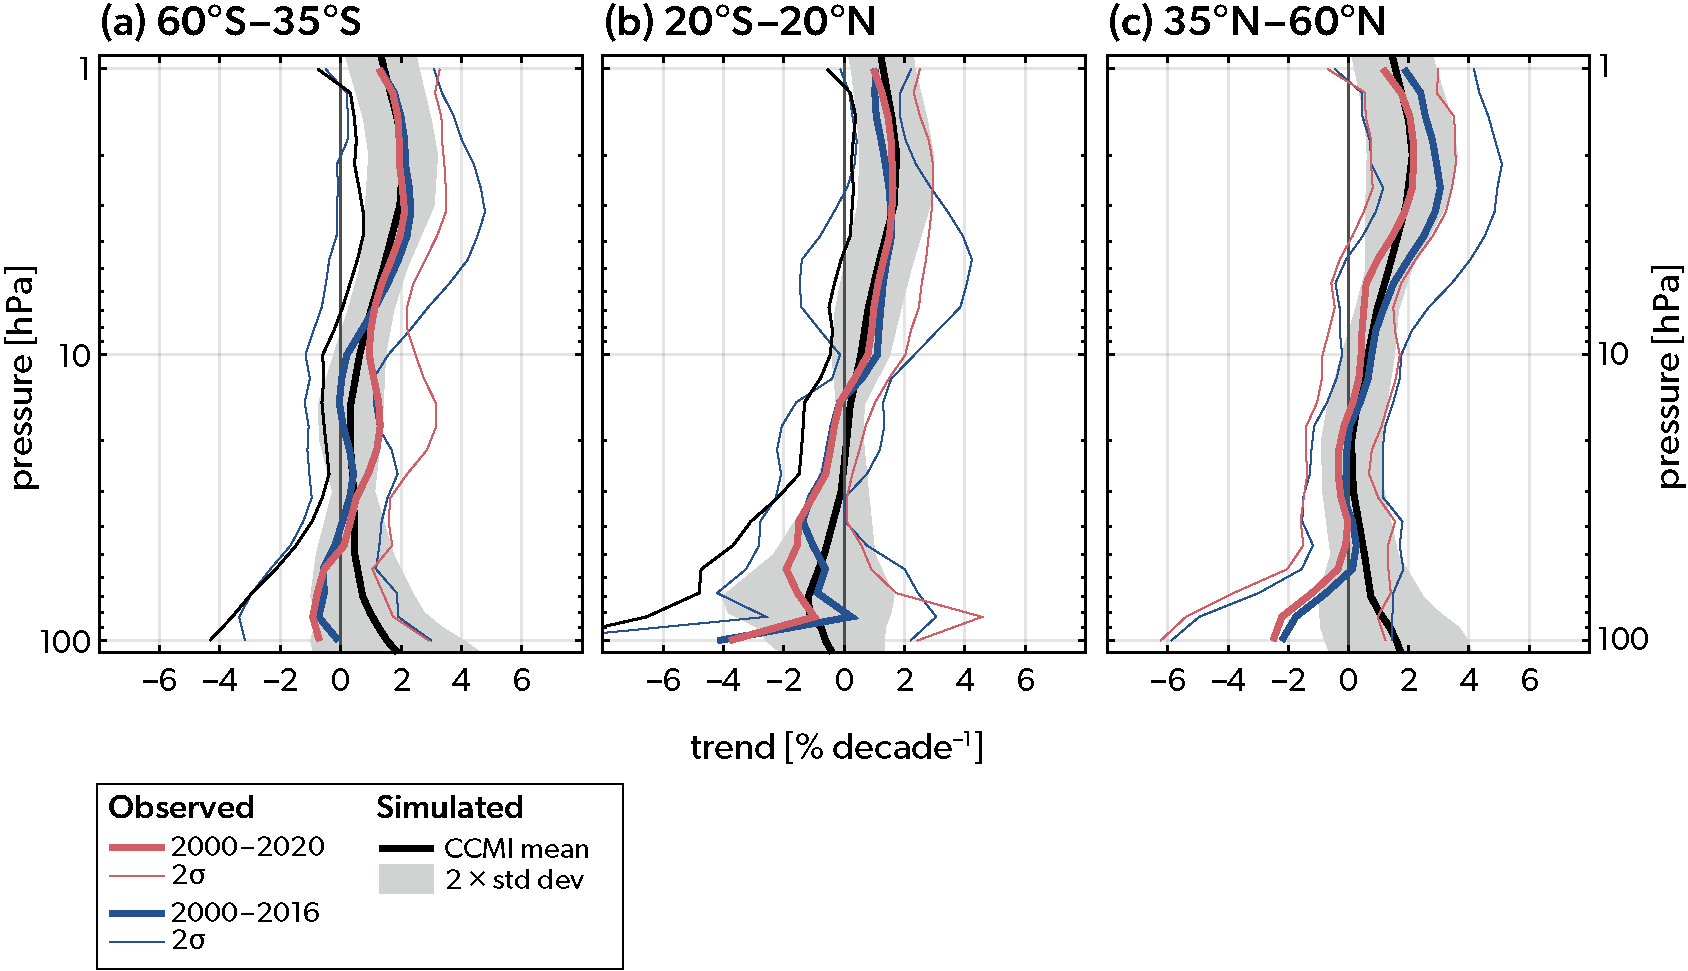 (a) 60°S–35°S
(b) 20°S–20°N
(c) 35°N–60°N
1
10
100
pressure [hPa]
1
10
100
pressure [hPa]
−6 −4 −2 0 2 4 6
−6 −4 −2 0 2 4 6
−6 −4 −2 0 2 4 6
trend [% decade⁻¹]
Observed
2000–2020
2σ
2000–2016
2σ
Simulated
CCMI mean
2 × std dev